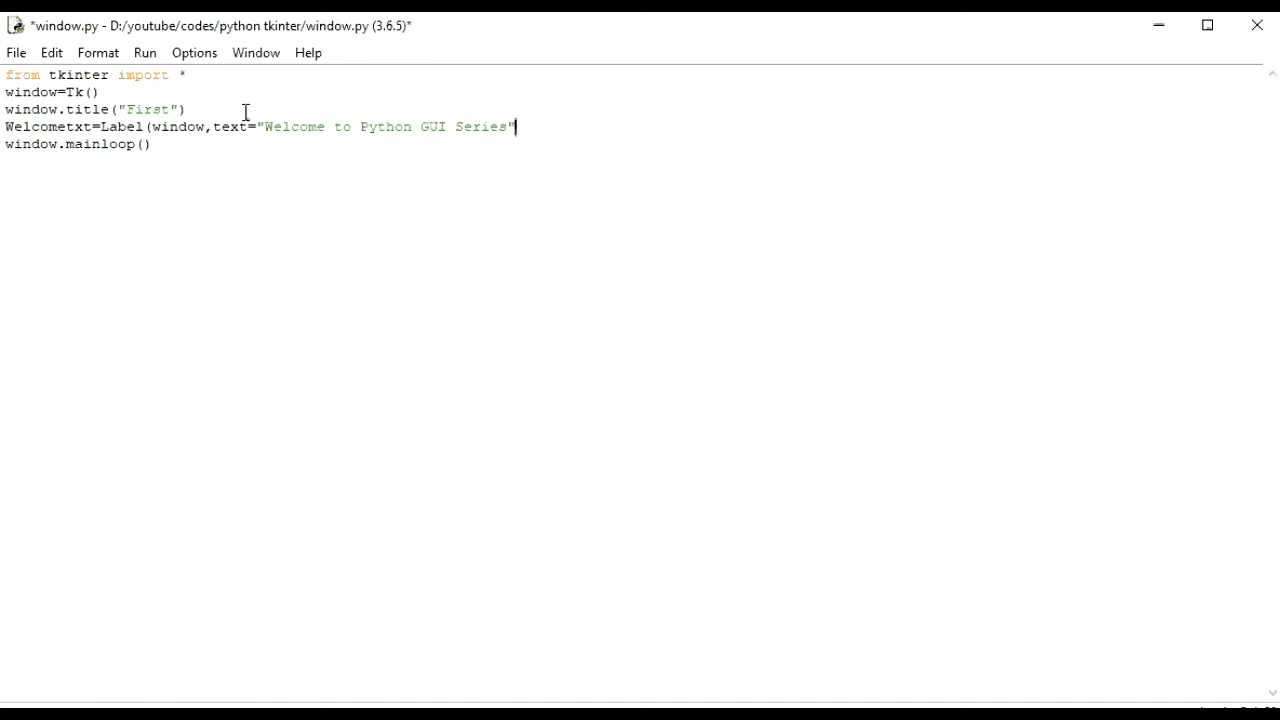 *window.py - D:/youtube/codes/python tkinter/window.py (3.6.5)*
File Edit Format Run Options Window Help
from tkinter import *
window=Tk()
window.title("First")
Welcometxt=Label(window,text="Welcome to Python GUI Series"
window.mainloop()